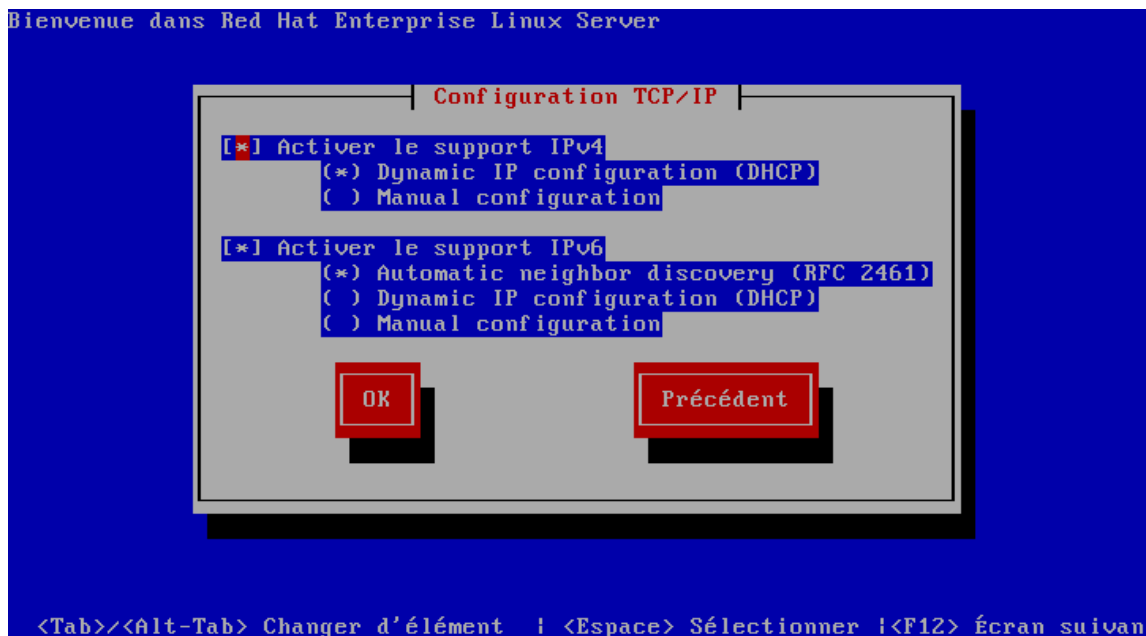 Bienvenue dans Red Hat Enterprise Linux Server
Configuration TCP/IP
[*] Activer le support IPv4
(*) Dynamic IP configuration (DHCP)
( ) Manual configuration
[*] Activer le support IPv6
(*) Automatic neighbor discovery (RFC 2461)
( ) Dynamic IP configuration (DHCP)
( ) Manual configuration
OK Précédent
<Tab>/<Alt-Tab> Changer d'élément | <Espace> Sélectionner |<F12> Écran suivan